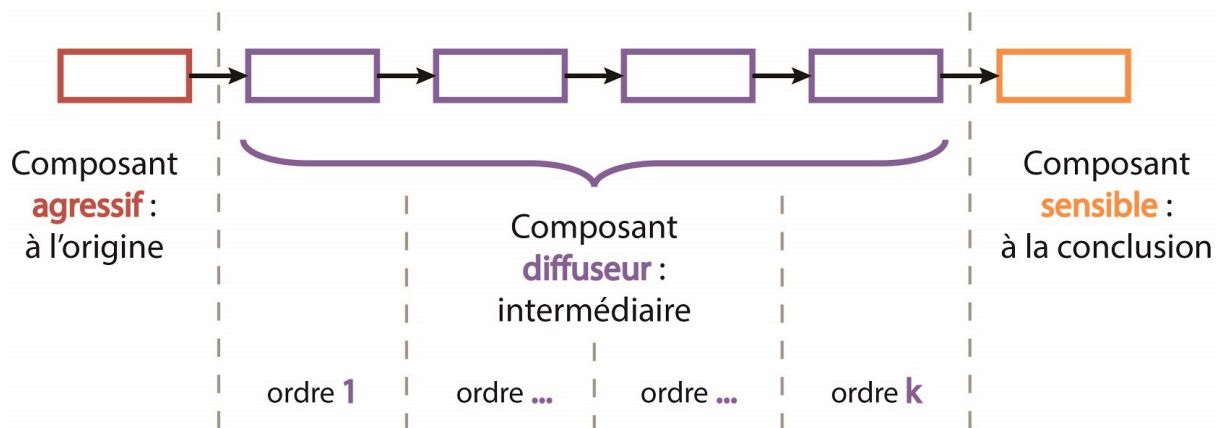 Composant
agressif :
à l’origine
Composant
diffuseur :
intermédiaire
Composant
sensible :
à la conclusion
ordre 1
ordre ...
ordre ...
ordre k